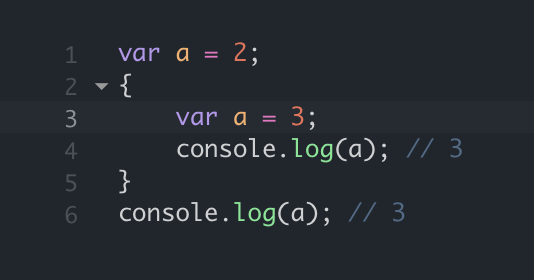 1 var a = 2;
2 {
3 var a = 3;
4 console.log(a); // 3
5 }
6 console.log(a); // 3